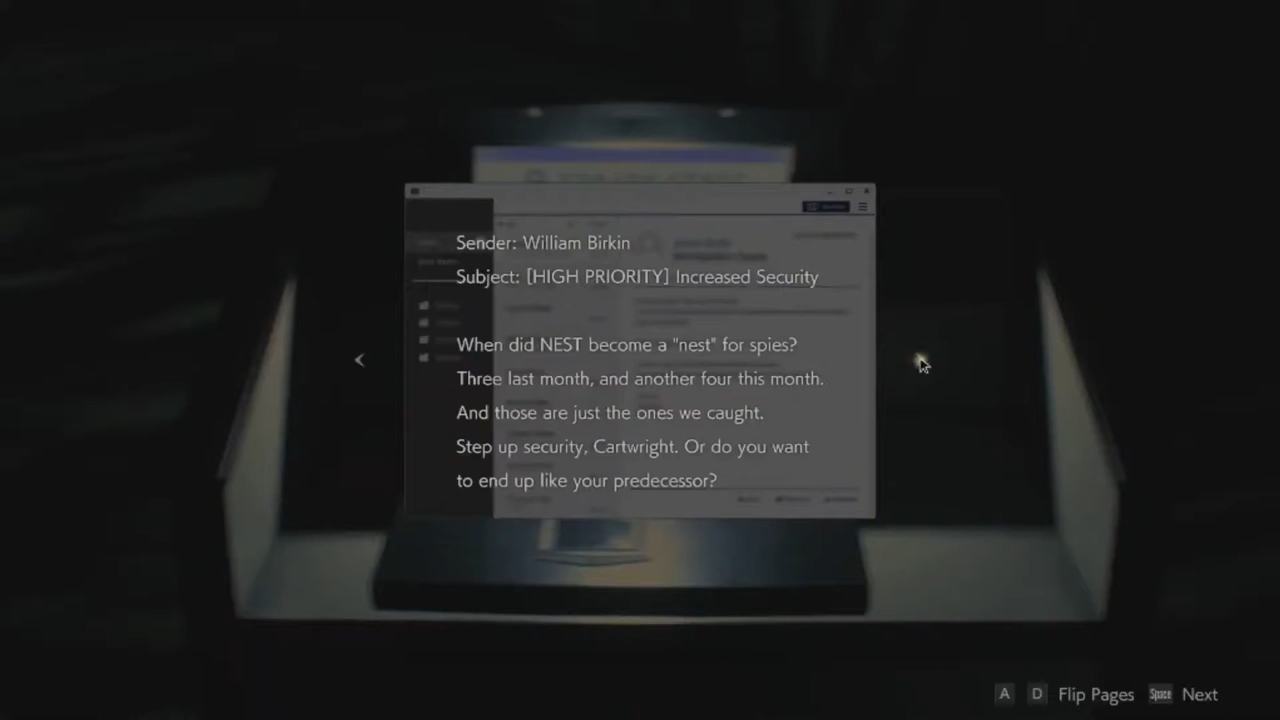 Sender: William Birkin
Subject: [HIGH PRIORITY] Increased Security
When did NEST become a "nest" for spies?
Three last month, and another four this month.
And those are just the ones we caught.
Step up security, Cartwright. Or do you want
to end up like your predecessor?
A D Flip Pages Space Next